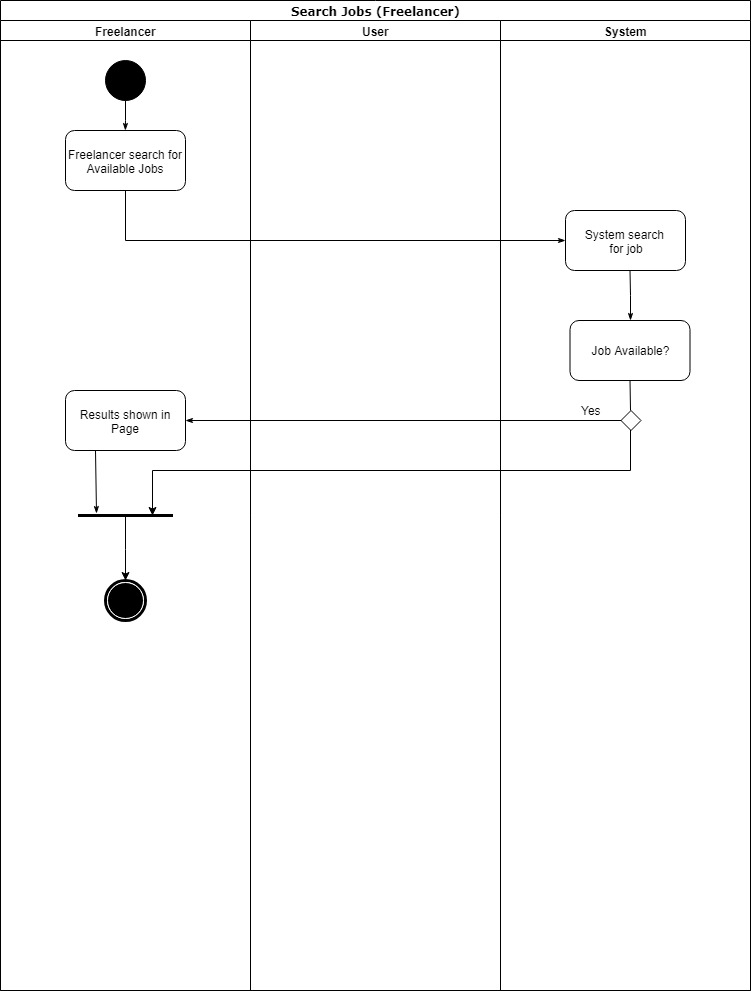 Search Jobs (Freelancer)
Freelancer
User
System
Freelancer search for
Available Jobs
System search
for job
Job Available?
Yes
Results shown in
Page